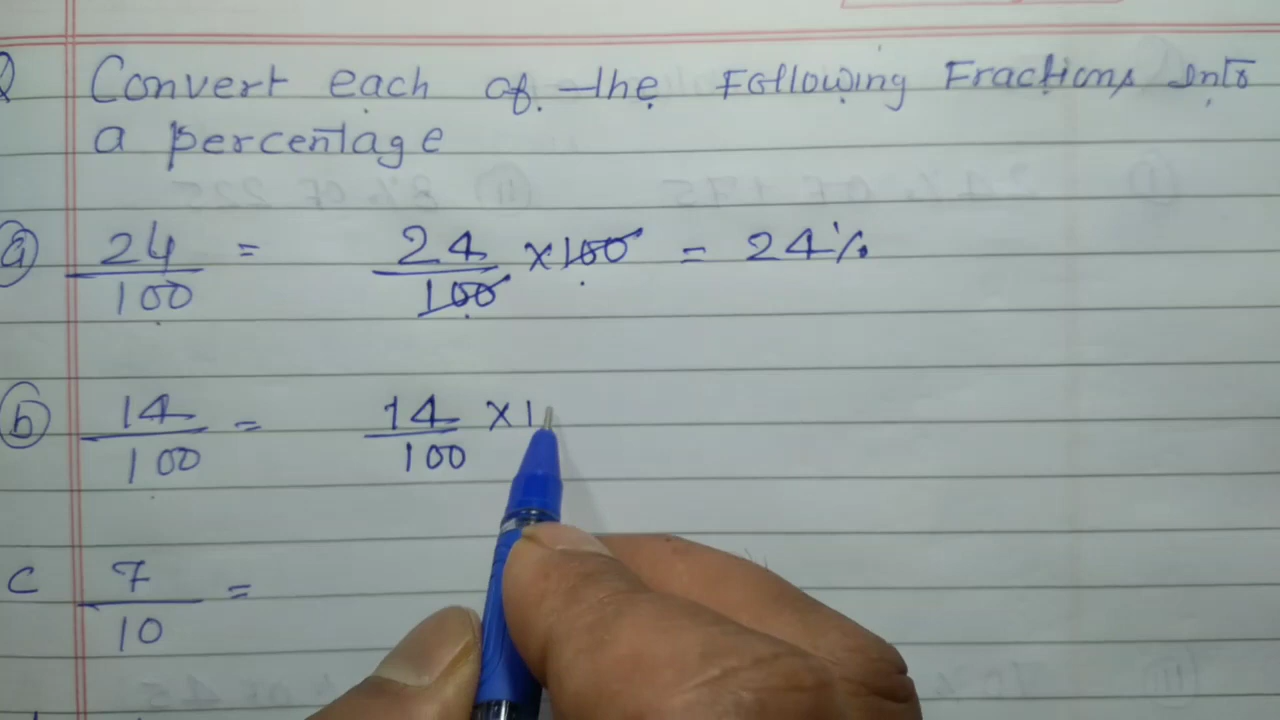 Q Convert each of the Following Fractions into
a percentage
a 24/100 = 24/100 × 100 = 24%
b 14/100 = 14/100 × 1
c 7/10 =